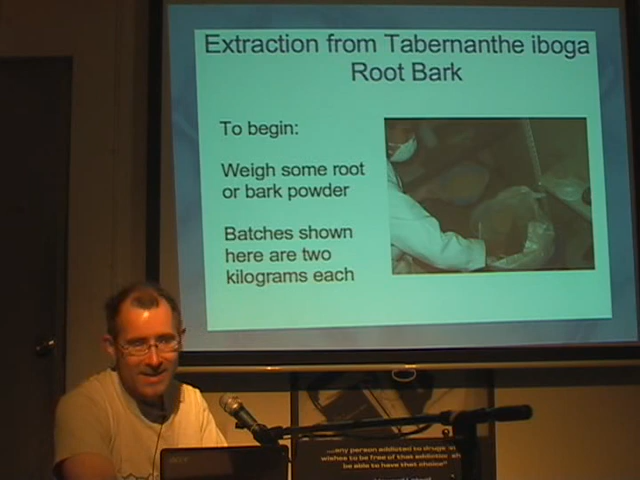 Extraction from Tabernanthe iboga
Root Bark
To begin:
Weigh some root
or bark powder
Batches shown
here are two
kilograms each
acer
...any person addicted to drugs
wishes to be free of that addiction
be able to have that choice"